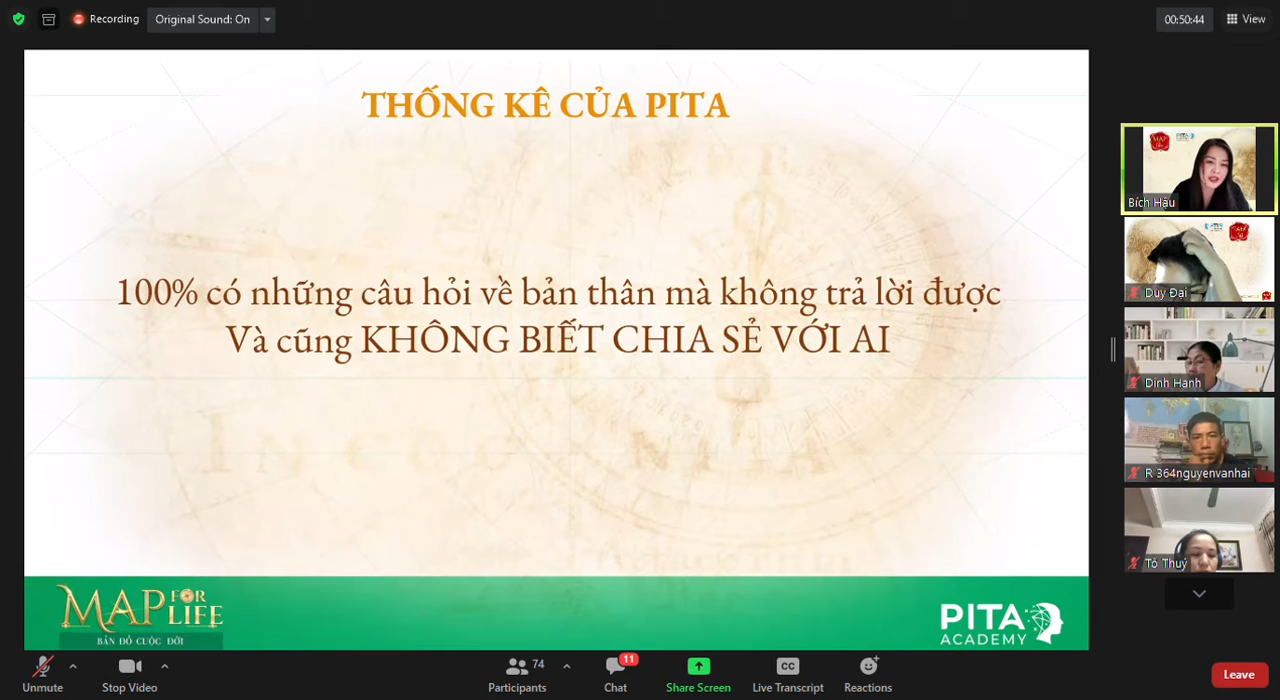 Recording
Original Sound: On
00:50:44
View
THỐNG KÊ CỦA PITA
100% có những câu hỏi về bản thân mà không trả lời được
Và cũng KHÔNG BIẾT CHIA SẺ VỚI AI
MAP FOR LIFE
BẢN ĐỒ CUỘC ĐỜI
PITA
ACADEMY
Bích Hậu
Duy Đại
Dinh Hanh
R 364nguyenvanhai
Tô Thuỷ
Unmute
Stop Video
74
Participants
11
Chat
Share Screen
CC
Live Transcript
Reactions
Leave